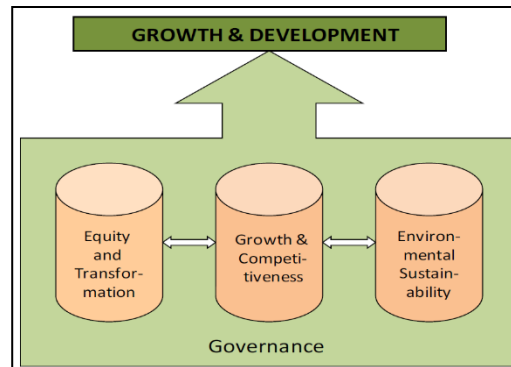 GROWTH & DEVELOPMENT
Equity
and
Transfor-
mation
Growth &
Competi-
tiveness
Environ-
mental
Sustain-
ability
Governance